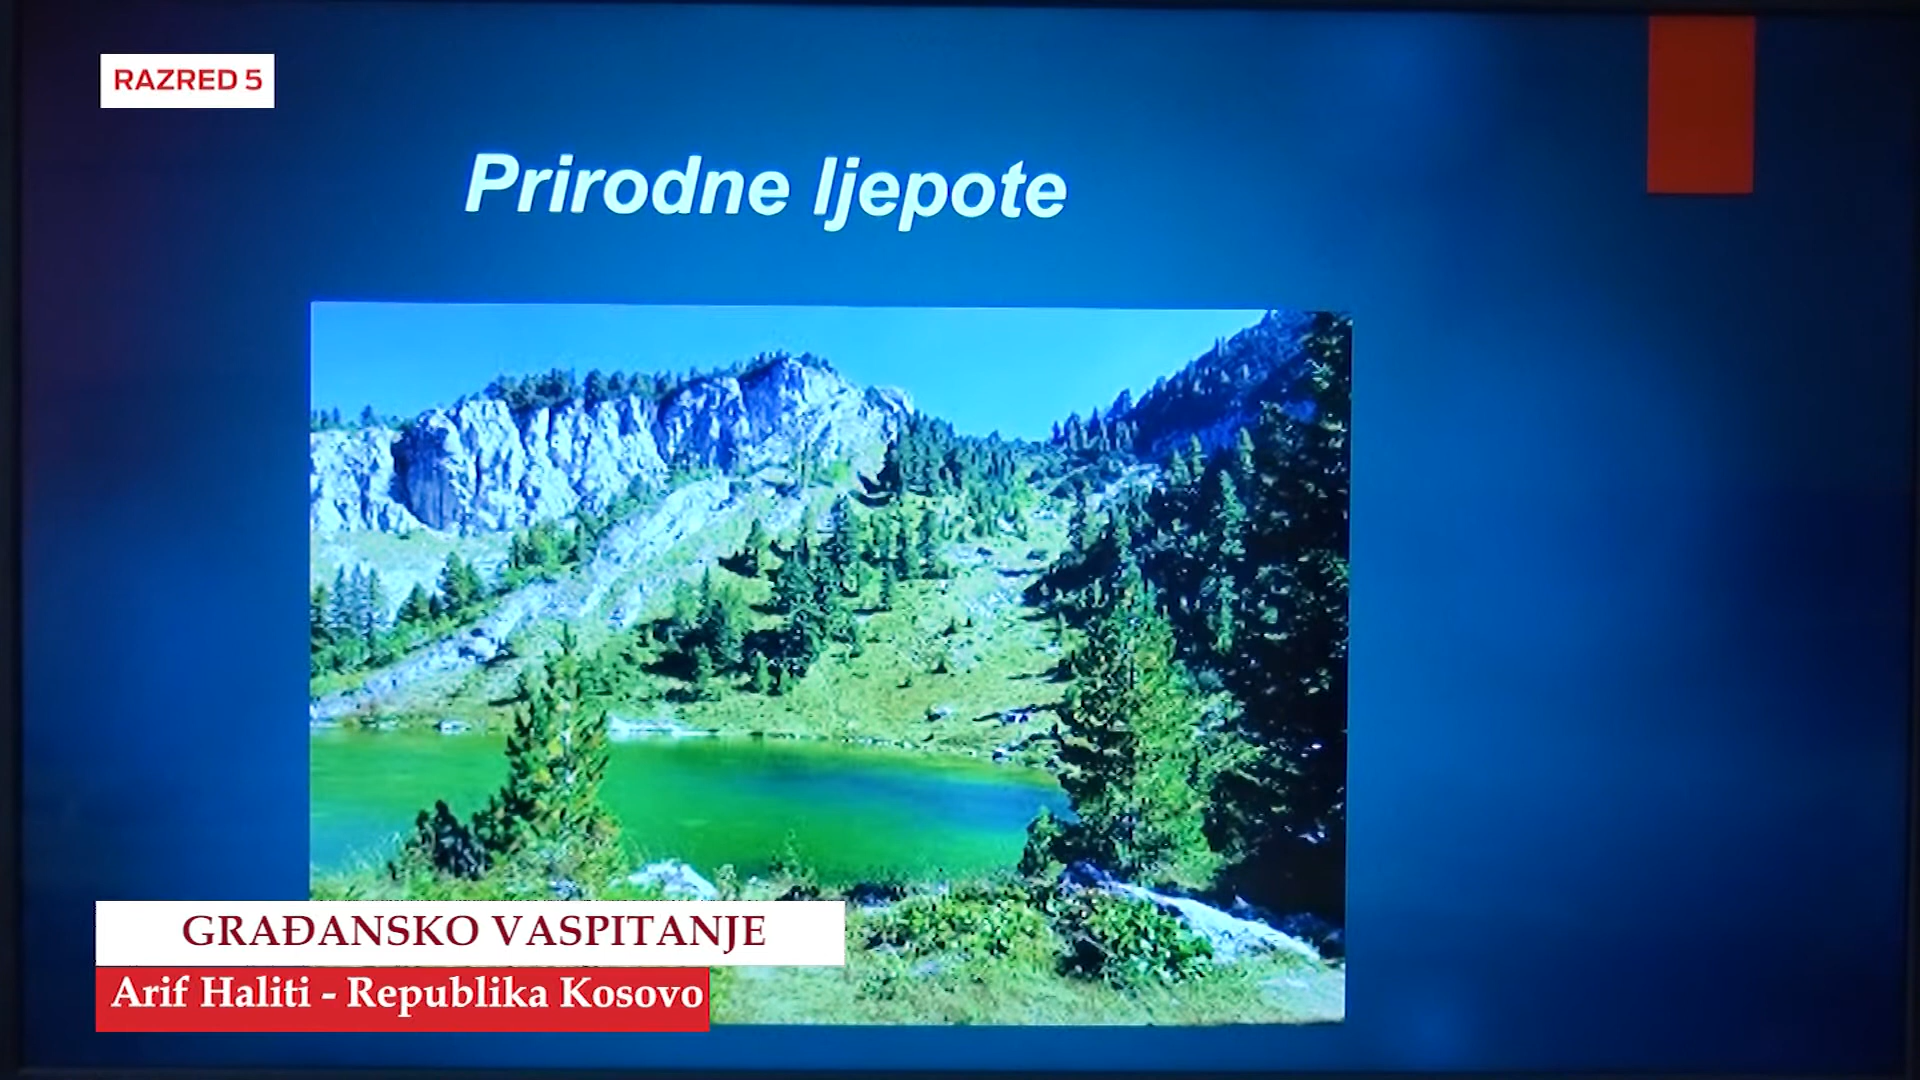 RAZRED 5
Prirodne ljepote
GRAĐANSKO VASPITANJE
Arif Haliti - Republika Kosovo